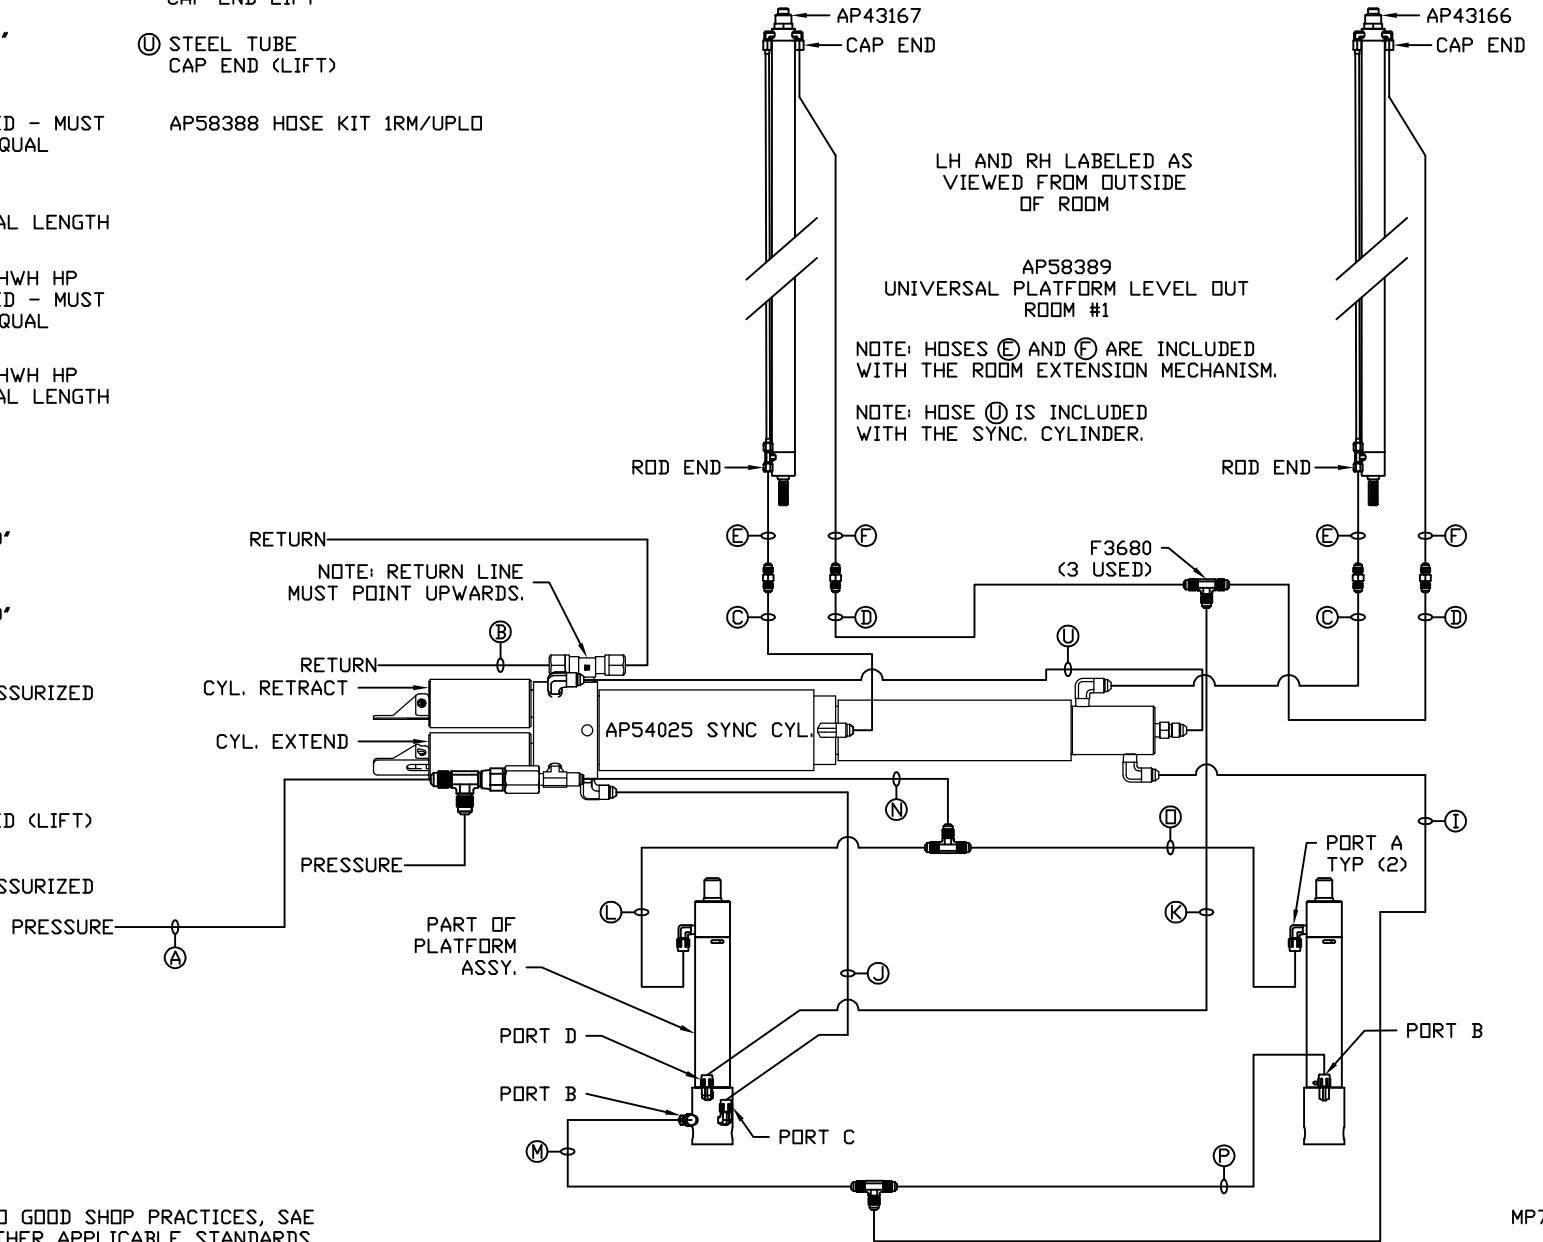 CAP END LIFT
Ⓤ STEEL TUBE
CAP END (LIFT)
ED - MUST
QUAL
AP58388 HOSE KIT 1RM/UPLO
AL LENGTH
HWH HP
ED - MUST
QUAL
HWH HP
AL LENGTH
SSURIZED
ED (LIFT)
SSURIZED
AP43167
CAP END
AP43166
CAP END
LH AND RH LABELED AS
VIEWED FROM OUTSIDE
OF ROOM
AP58389
UNIVERSAL PLATFORM LEVEL OUT
ROOM #1
NOTE: HOSES Ⓔ AND Ⓕ ARE INCLUDED
WITH THE ROOM EXTENSION MECHANISM.
NOTE: HOSE Ⓤ IS INCLUDED
WITH THE SYNC. CYLINDER.
ROD END
ROD END
E
F
E
F
RETURN
NOTE: RETURN LINE
MUST POINT UPWARDS.
F3680
(3 USED)
C
D
C
D
B
U
RETURN
CYL. RETRACT
CYL. EXTEND
AP54025 SYNC CYL.
N
O
I
PORT A
TYP (2)
PRESSURE
PRESSURE
A
L
K
PART OF
PLATFORM
ASSY.
J
PORT D
PORT B
PORT C
PORT B
M
P
O GOOD SHOP PRACTICES, SAE
THER APPLICABLE STANDARDS
MP7